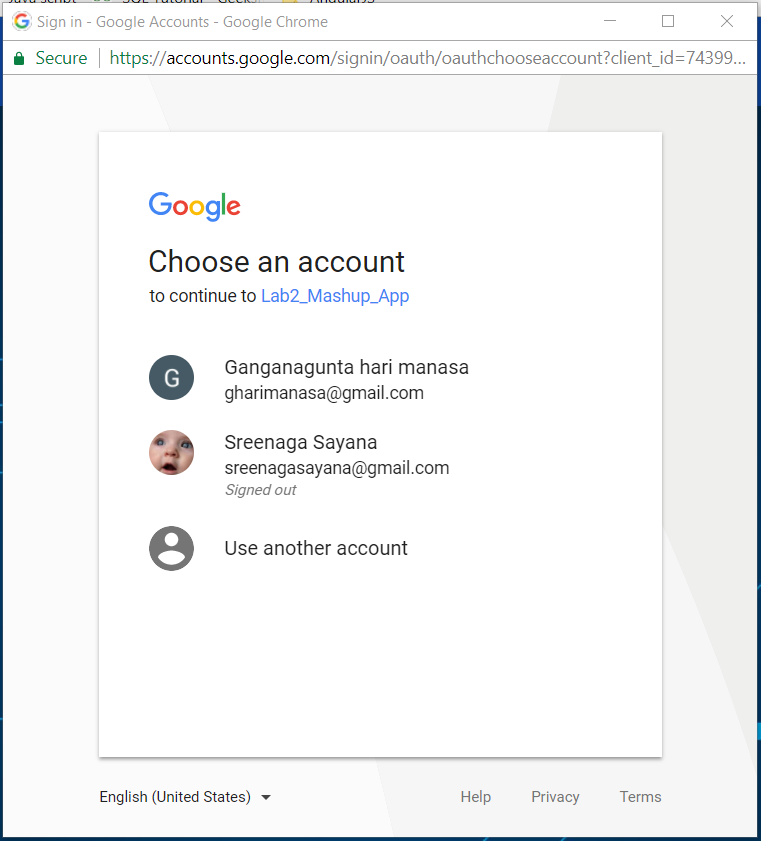 Sign in - Google Accounts - Google Chrome
Secure | https://accounts.google.com/signin/oauth/oauthchooseaccount?client_id=74399...
Google
Choose an account
to continue to Lab2_Mashup_App
G
Ganganagunta hari manasa
gharimanasa@gmail.com
Sreenaga Sayana
sreenagasayana@gmail.com
Signed out
Use another account
English (United States)
Help Privacy Terms